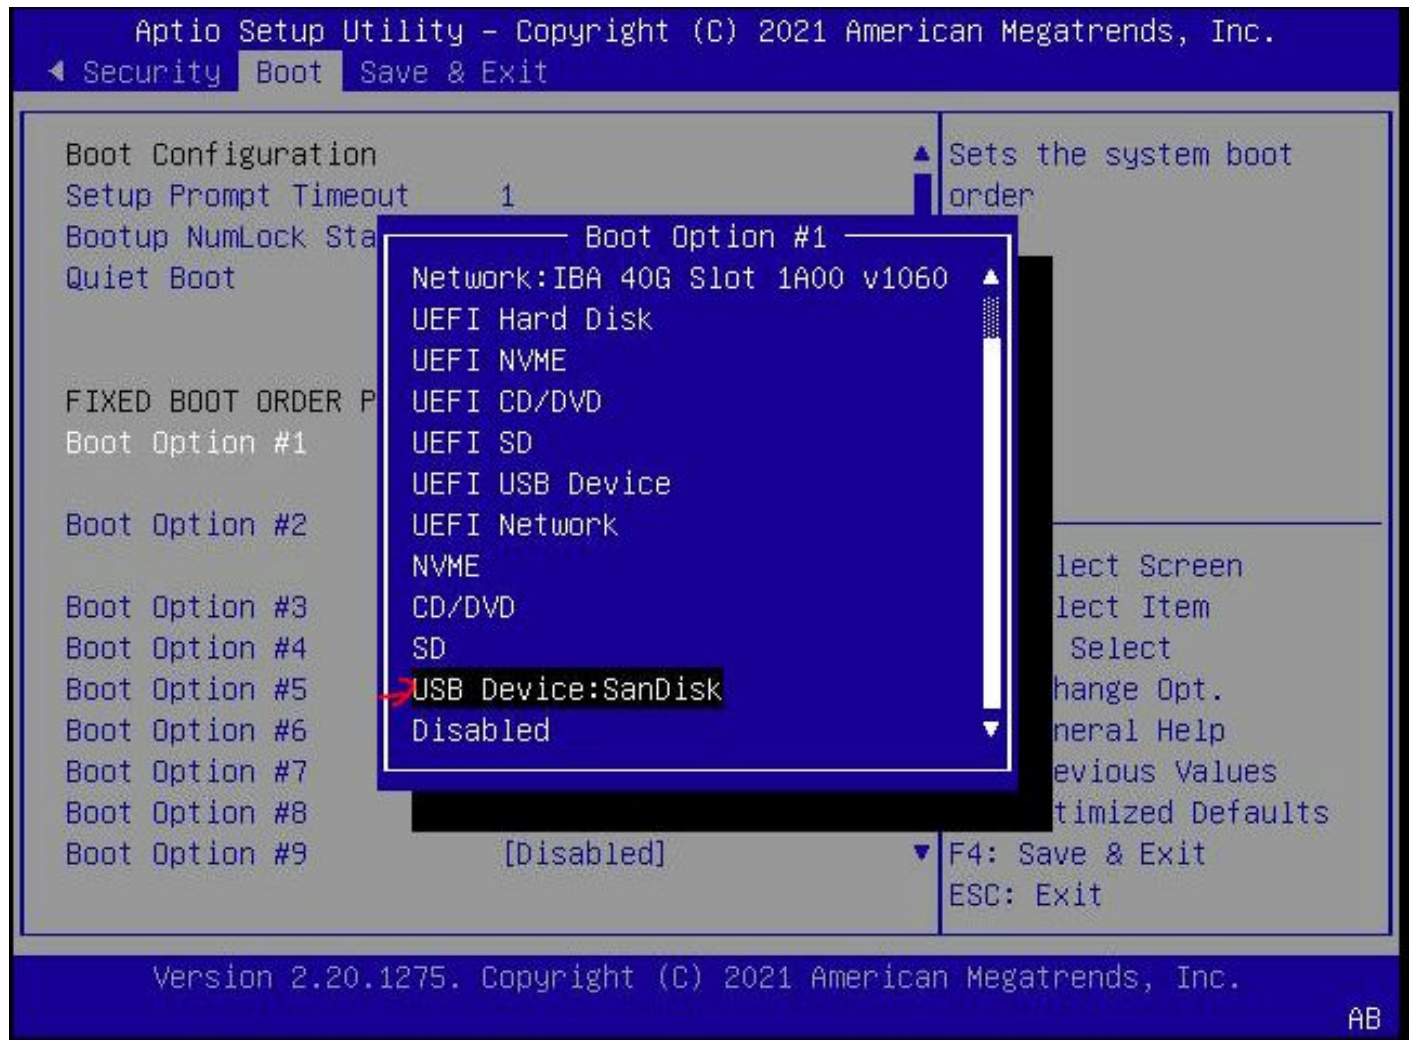 Aptio Setup Utility – Copyright (C) 2021 American Megatrends, Inc.
Security Boot Save & Exit
Boot Configuration
Setup Prompt Timeout 1
Bootup NumLock Sta
Quiet Boot
FIXED BOOT ORDER P
Boot Option #1
Boot Option #2
Boot Option #3
Boot Option #4
Boot Option #5
Boot Option #6
Boot Option #7
Boot Option #8
Boot Option #9 [Disabled]
Boot Option #1
Network:IBA 40G Slot 1A00 v1060
UEFI Hard Disk
UEFI NVME
UEFI CD/DVD
UEFI SD
UEFI USB Device
UEFI Network
NVME
CD/DVD
SD
USB Device:SanDisk
Disabled
Sets the system boot
order
lect Screen
lect Item
Select
hange Opt.
neral Help
evious Values
timized Defaults
F4: Save & Exit
ESC: Exit
Version 2.20.1275. Copyright (C) 2021 American Megatrends, Inc.
AB